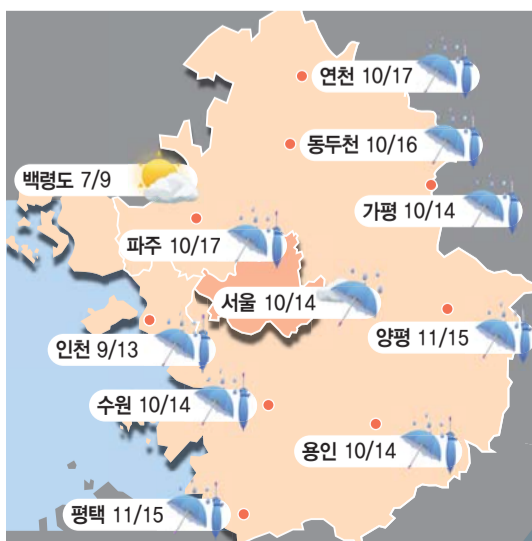 연천 10/17
동두천 10/16
백령도 7/9
가평 10/14
파주 10/17
서울 10/14
양평 11/15
인천 9/13
수원 10/14
용인 10/14
평택 11/15